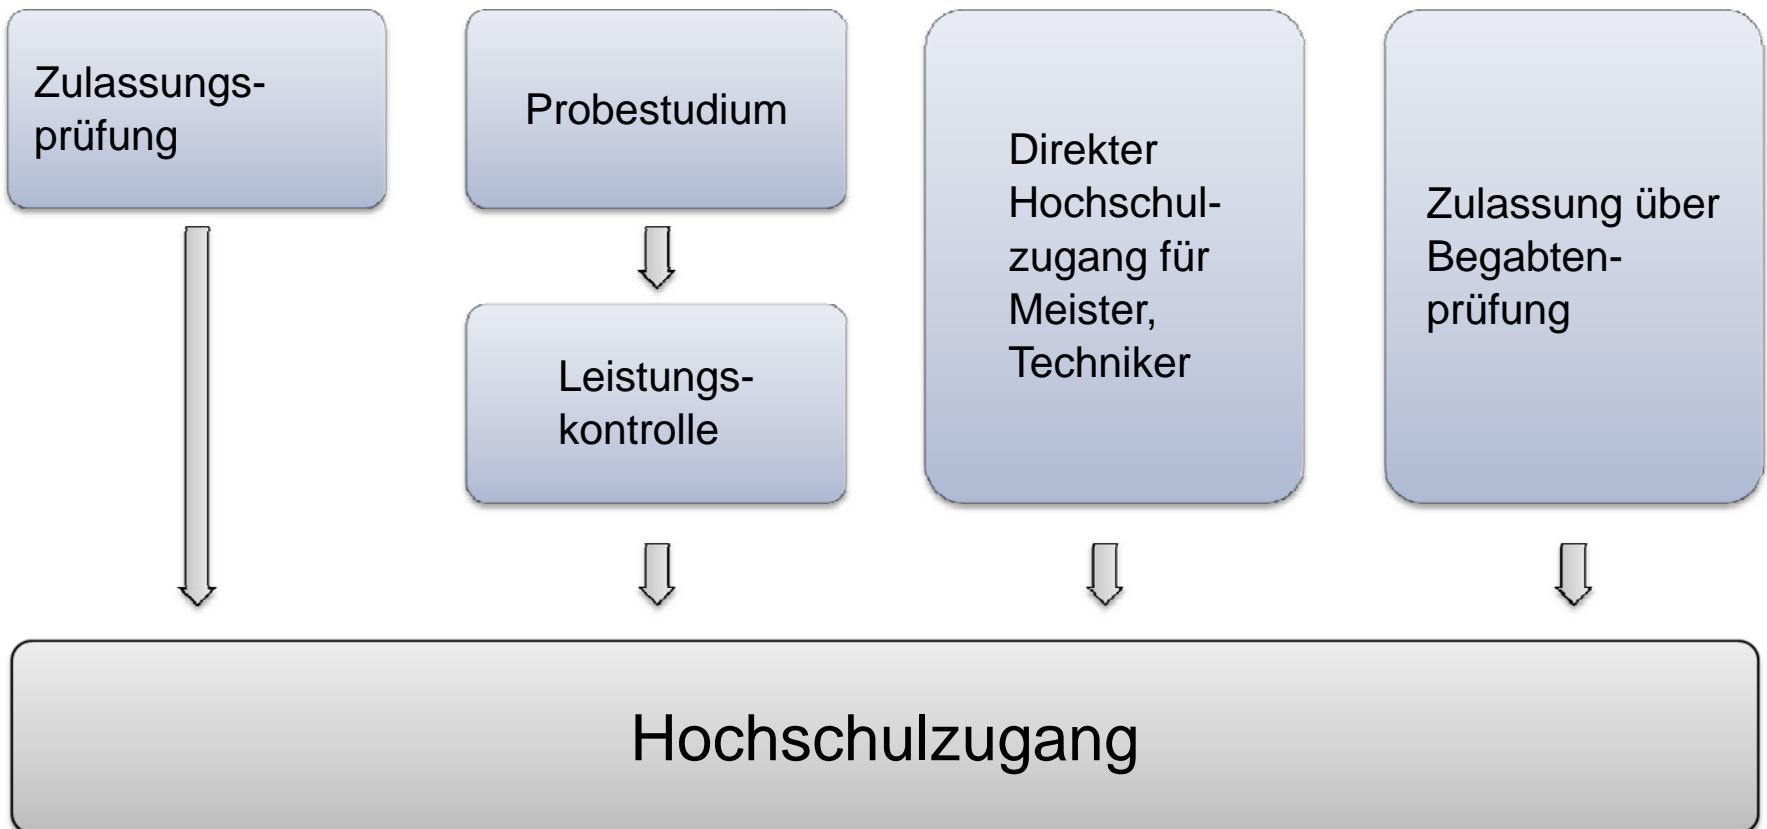 Zulassungs-
prüfung
Probestudium
Leistungs-
kontrolle
Direkter
Hochschul-
zugang für
Meister,
Techniker
Zulassung über
Begabten-
prüfung
Hochschulzugang